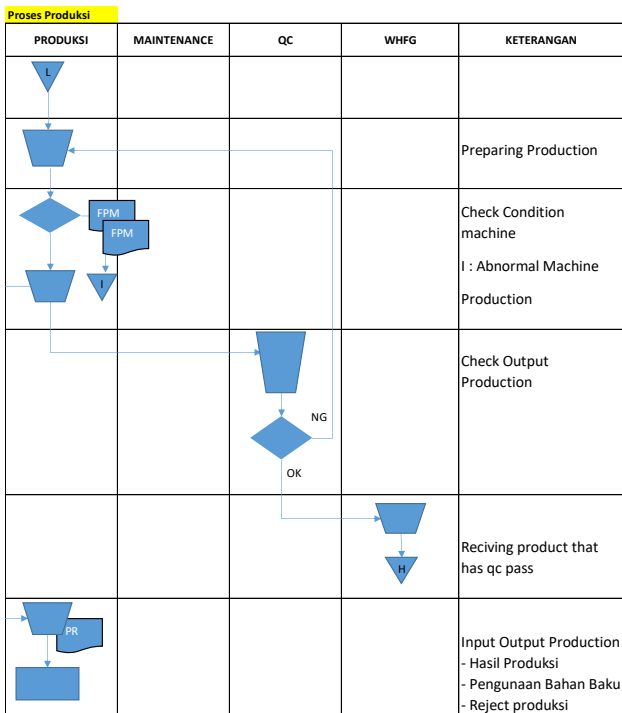 Proses Produksi
PRODUKSI MAINTENANCE QC WHFG KETERANGAN
L
Preparing Production
FPM
FPM
I
Check Condition
machine
I : Abnormal Machine
Production
Check Output
Production
NG
OK
Reciving product that
has qc pass
H
PR
Input Output Production
- Hasil Produksi
- Pengunaan Bahan Baku
- Reject produksi